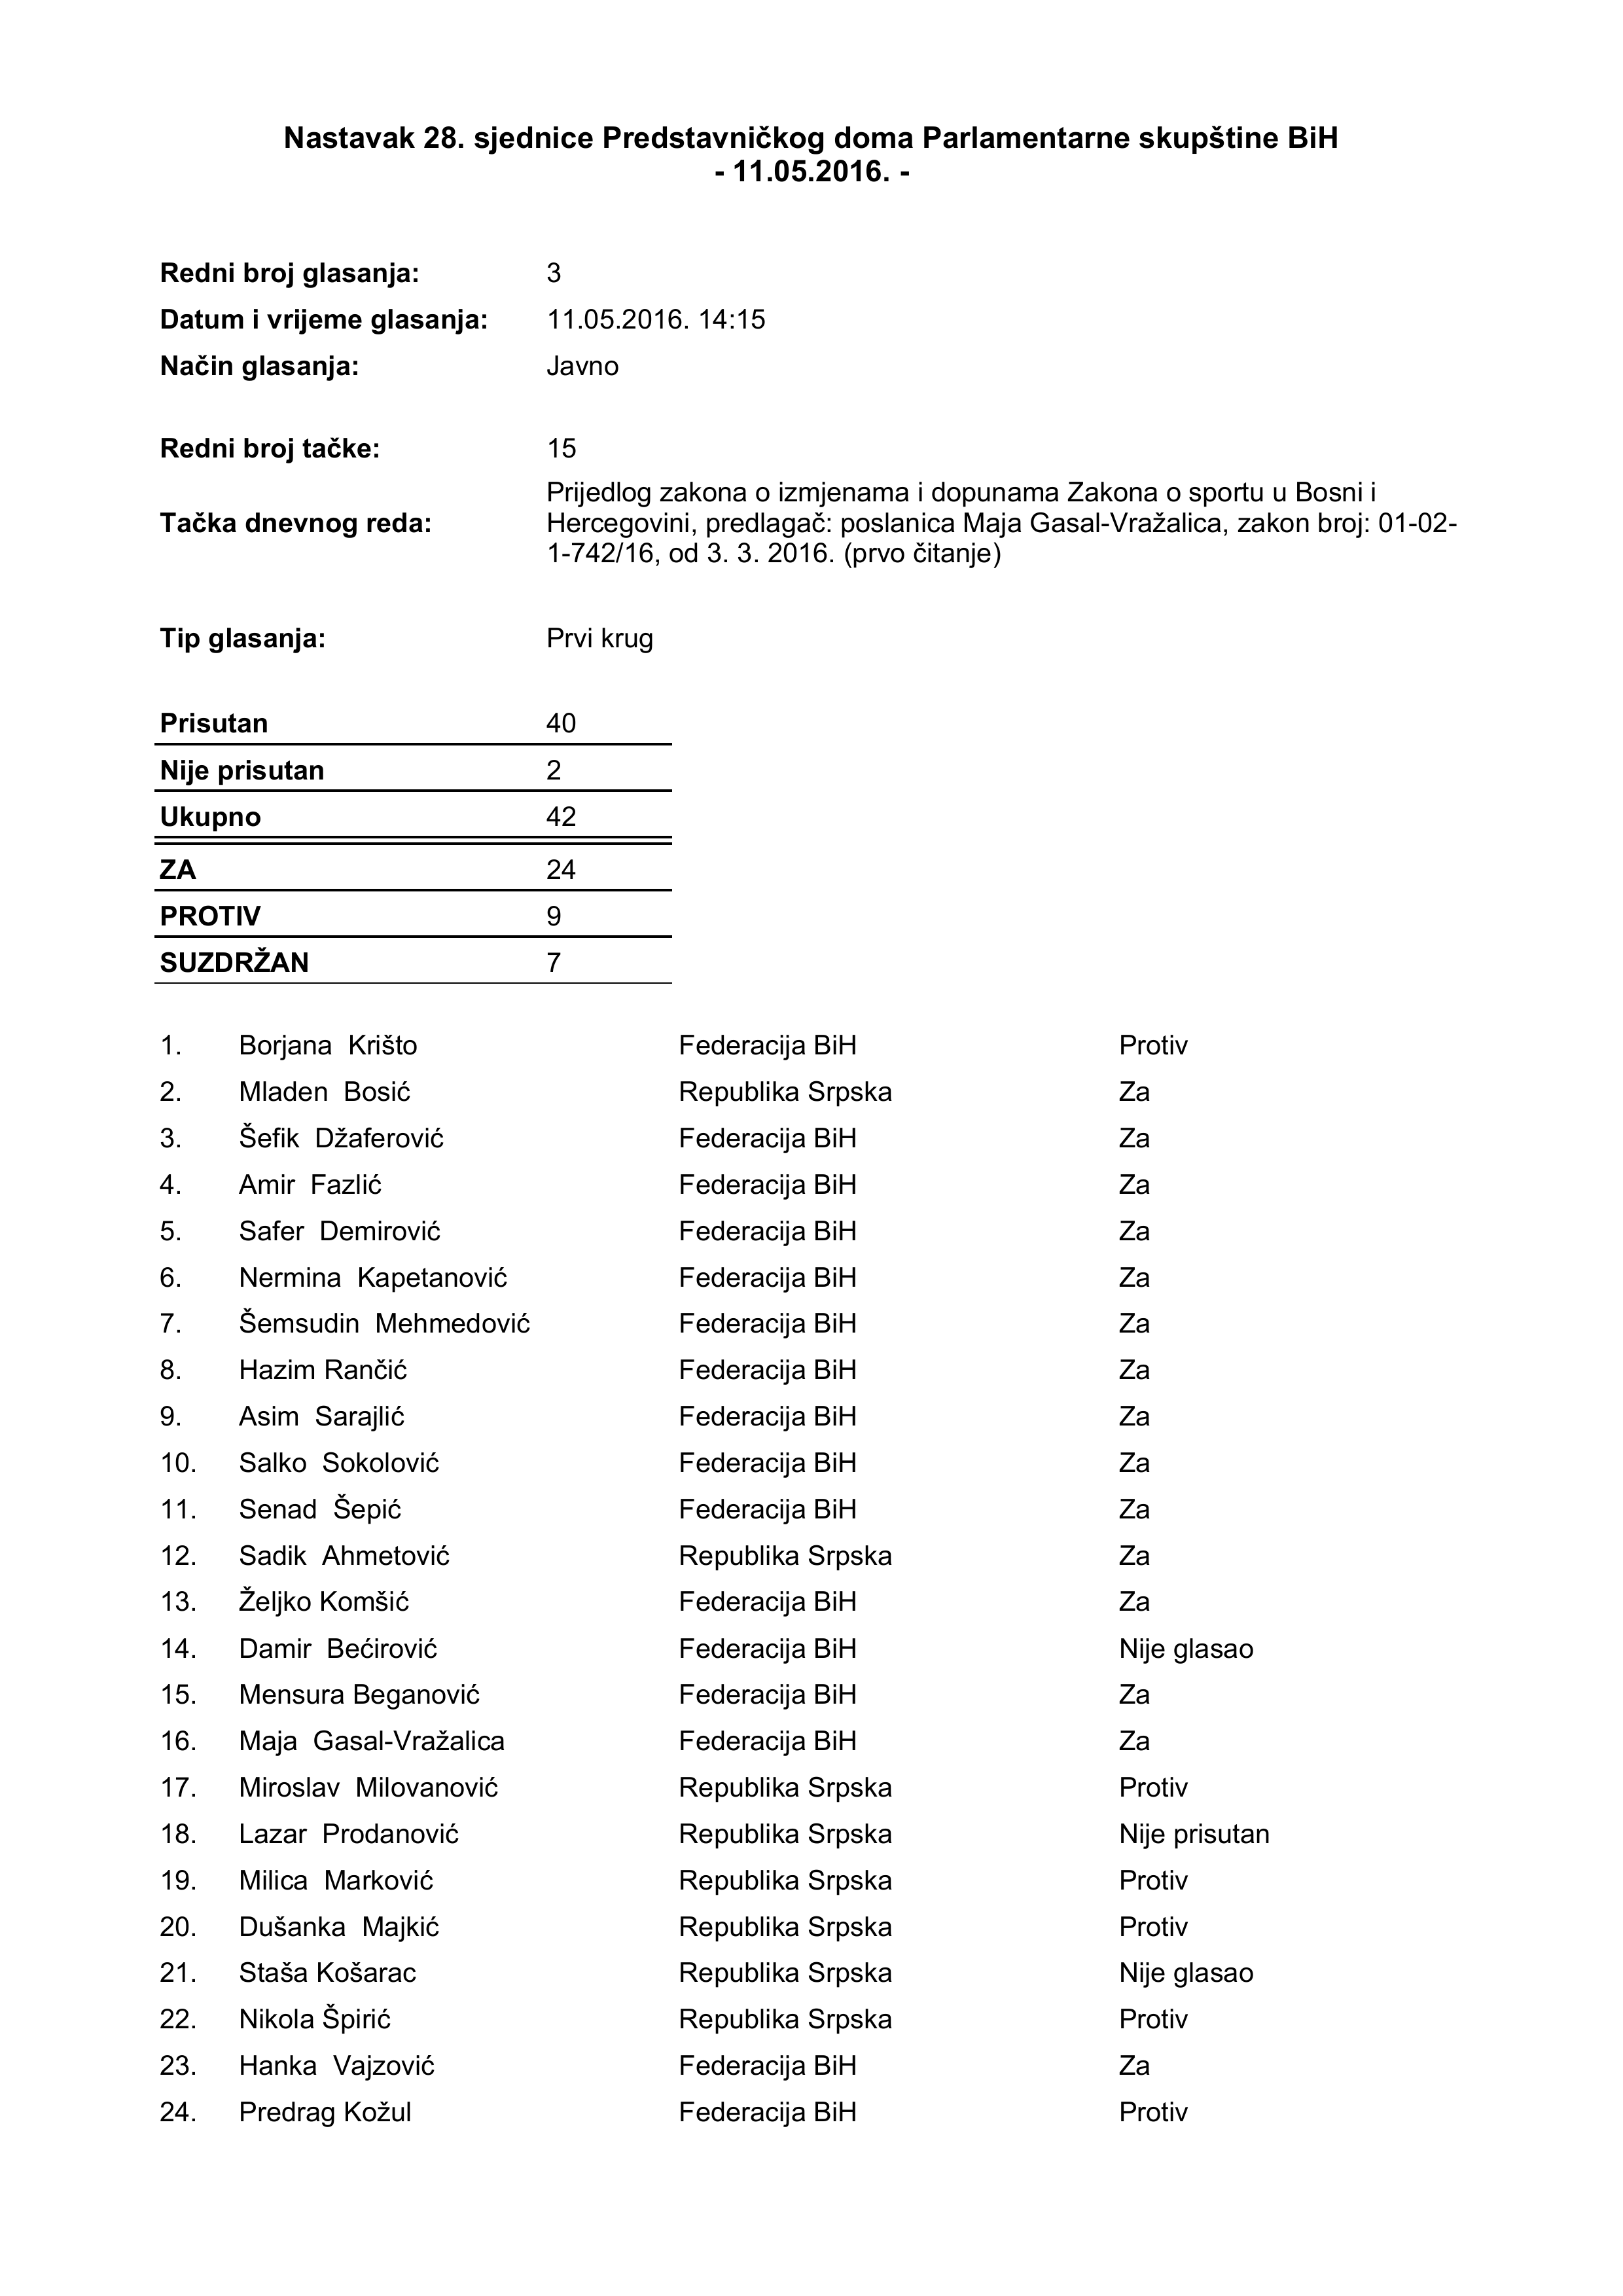 Nastavak 28. sjednice Predstavničkog doma Parlamentarne skupštine BiH
- 11.05.2016. -
Redni broj glasanja: 3
Datum i vrijeme glasanja: 11.05.2016. 14:15
Način glasanja: Javno
Redni broj tačke: 15
Tačka dnevnog reda: Prijedlog zakona o izmjenama i dopunama Zakona o sportu u Bosni i
Hercegovini, predlagač: poslanica Maja Gasal-Vražalica, zakon broj: 01-02-
1-742/16, od 3. 3. 2016. (prvo čitanje)
Tip glasanja: Prvi krug
Prisutan 40
Nije prisutan 2
Ukupno 42
ZA 24
PROTIV 9
SUZDRŽAN 7
1. Borjana Krišto Federacija BiH Protiv
2. Mladen Bosić Republika Srpska Za
3. Šefik Džaferović Federacija BiH Za
4. Amir Fazlić Federacija BiH Za
5. Safer Demirović Federacija BiH Za
6. Nermina Kapetanović Federacija BiH Za
7. Šemsudin Mehmedović Federacija BiH Za
8. Hazim Rančić Federacija BiH Za
9. Asim Sarajlić Federacija BiH Za
10. Salko Sokolović Federacija BiH Za
11. Senad Šepić Federacija BiH Za
12. Sadik Ahmetović Republika Srpska Za
13. Željko Komšić Federacija BiH Za
14. Damir Bećirović Federacija BiH Nije glasao
15. Mensura Beganović Federacija BiH Za
16. Maja Gasal-Vražalica Federacija BiH Za
17. Miroslav Milovanović Republika Srpska Protiv
18. Lazar Prodanović Republika Srpska Nije prisutan
19. Milica Marković Republika Srpska Protiv
20. Dušanka Majkić Republika Srpska Protiv
21. Staša Košarac Republika Srpska Nije glasao
22. Nikola Špirić Republika Srpska Protiv
23. Hanka Vajzović Federacija BiH Za
24. Predrag Kožul Federacija BiH Protiv